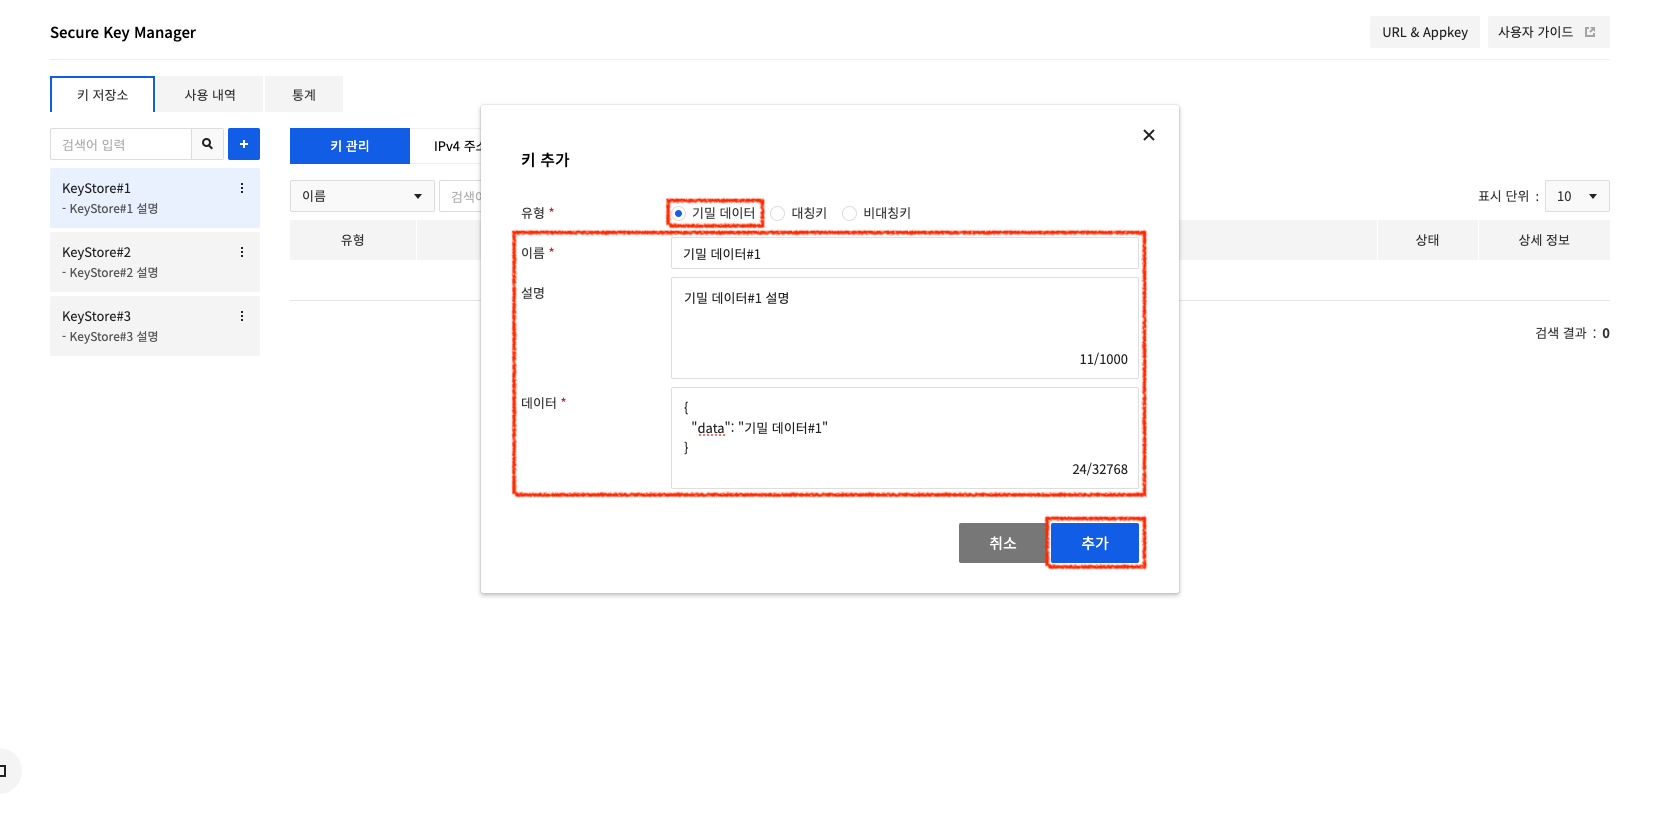 Secure Key Manager
URL & Appkey
사용자 가이드
키 저장소
사용 내역
통계
검색어 입력
+
KeyStore#1
- KeyStore#1 설명
KeyStore#2
- KeyStore#2 설명
KeyStore#3
- KeyStore#3 설명
키 관리
IPv4
이름
표시 단위 : 10
유형
상태
상세 정보
검색 결과 : 0
키 추가
유형 *
기밀 데이터
대칭키
비대칭키
이름 *
기밀 데이터#1
설명
기밀 데이터#1 설명
11/1000
데이터 *
{
"data": "기밀 데이터#1"
}
24/32768
취소
추가